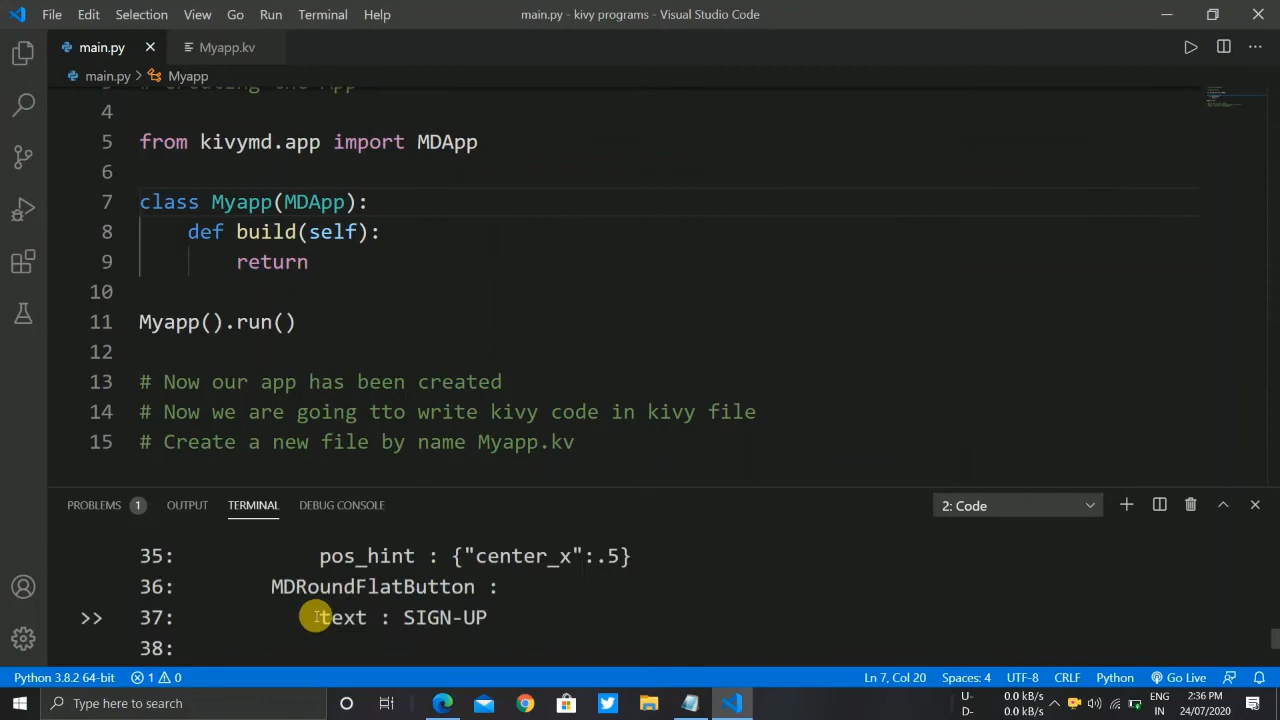 File Edit Selection View Go Run Terminal Help main.py - kivy programs - Visual Studio Code
main.py Myapp.kv
main.py > Myapp
4
5 from kivymd.app import MDApp
6
7 class Myapp(MDApp):
8 def build(self):
9 return
10
11 Myapp().run()
12
13 # Now our app has been created
14 # Now we are going tto write kivy code in kivy file
15 # Create a new file by name Myapp.kv
PROBLEMS 1 OUTPUT TERMINAL DEBUG CONSOLE 2: Code
35: pos_hint : {"center_x":.5}
36: MDRoundFlatButton :
>> 37: text : SIGN-UP
38:
Python 3.8.2 64-bit 1 0 Ln 7, Col 20 Spaces: 4 UTF-8 CRLF Python Go Live
Type here to search
U- 0.0 kB/s
D- 0.0 kB/s
ENG 2:36 PM
IN 24/07/2020